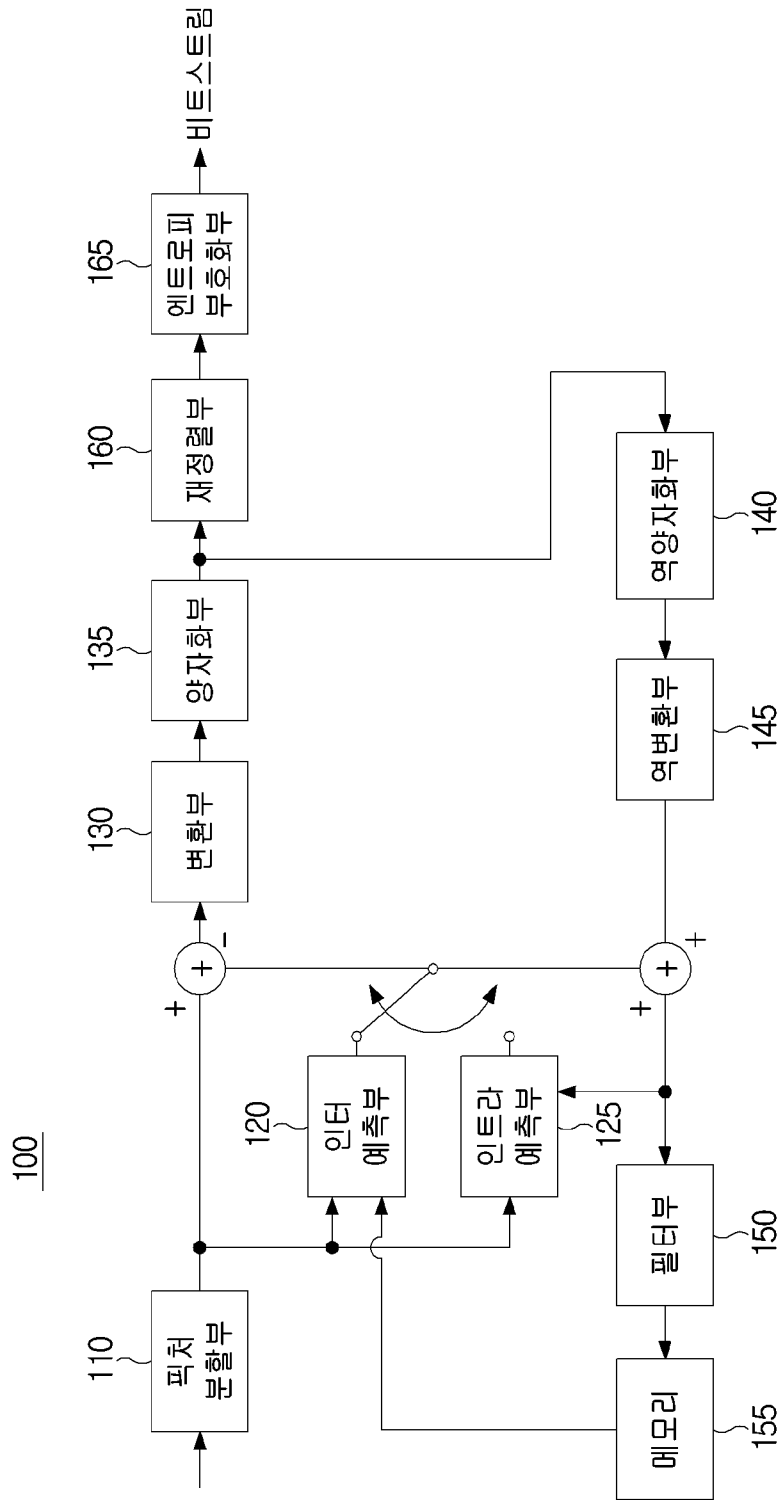 100
110
픽처
분할부
120
인터
예측부
125
인트라
예측부
130
변환부
135
양자화부
160
재정렬부
165
엔트로피
부호화부
비트스트림
+
+
-
+
+
+
140
역양자화부
145
역변환부
150
필터부
155
메모리